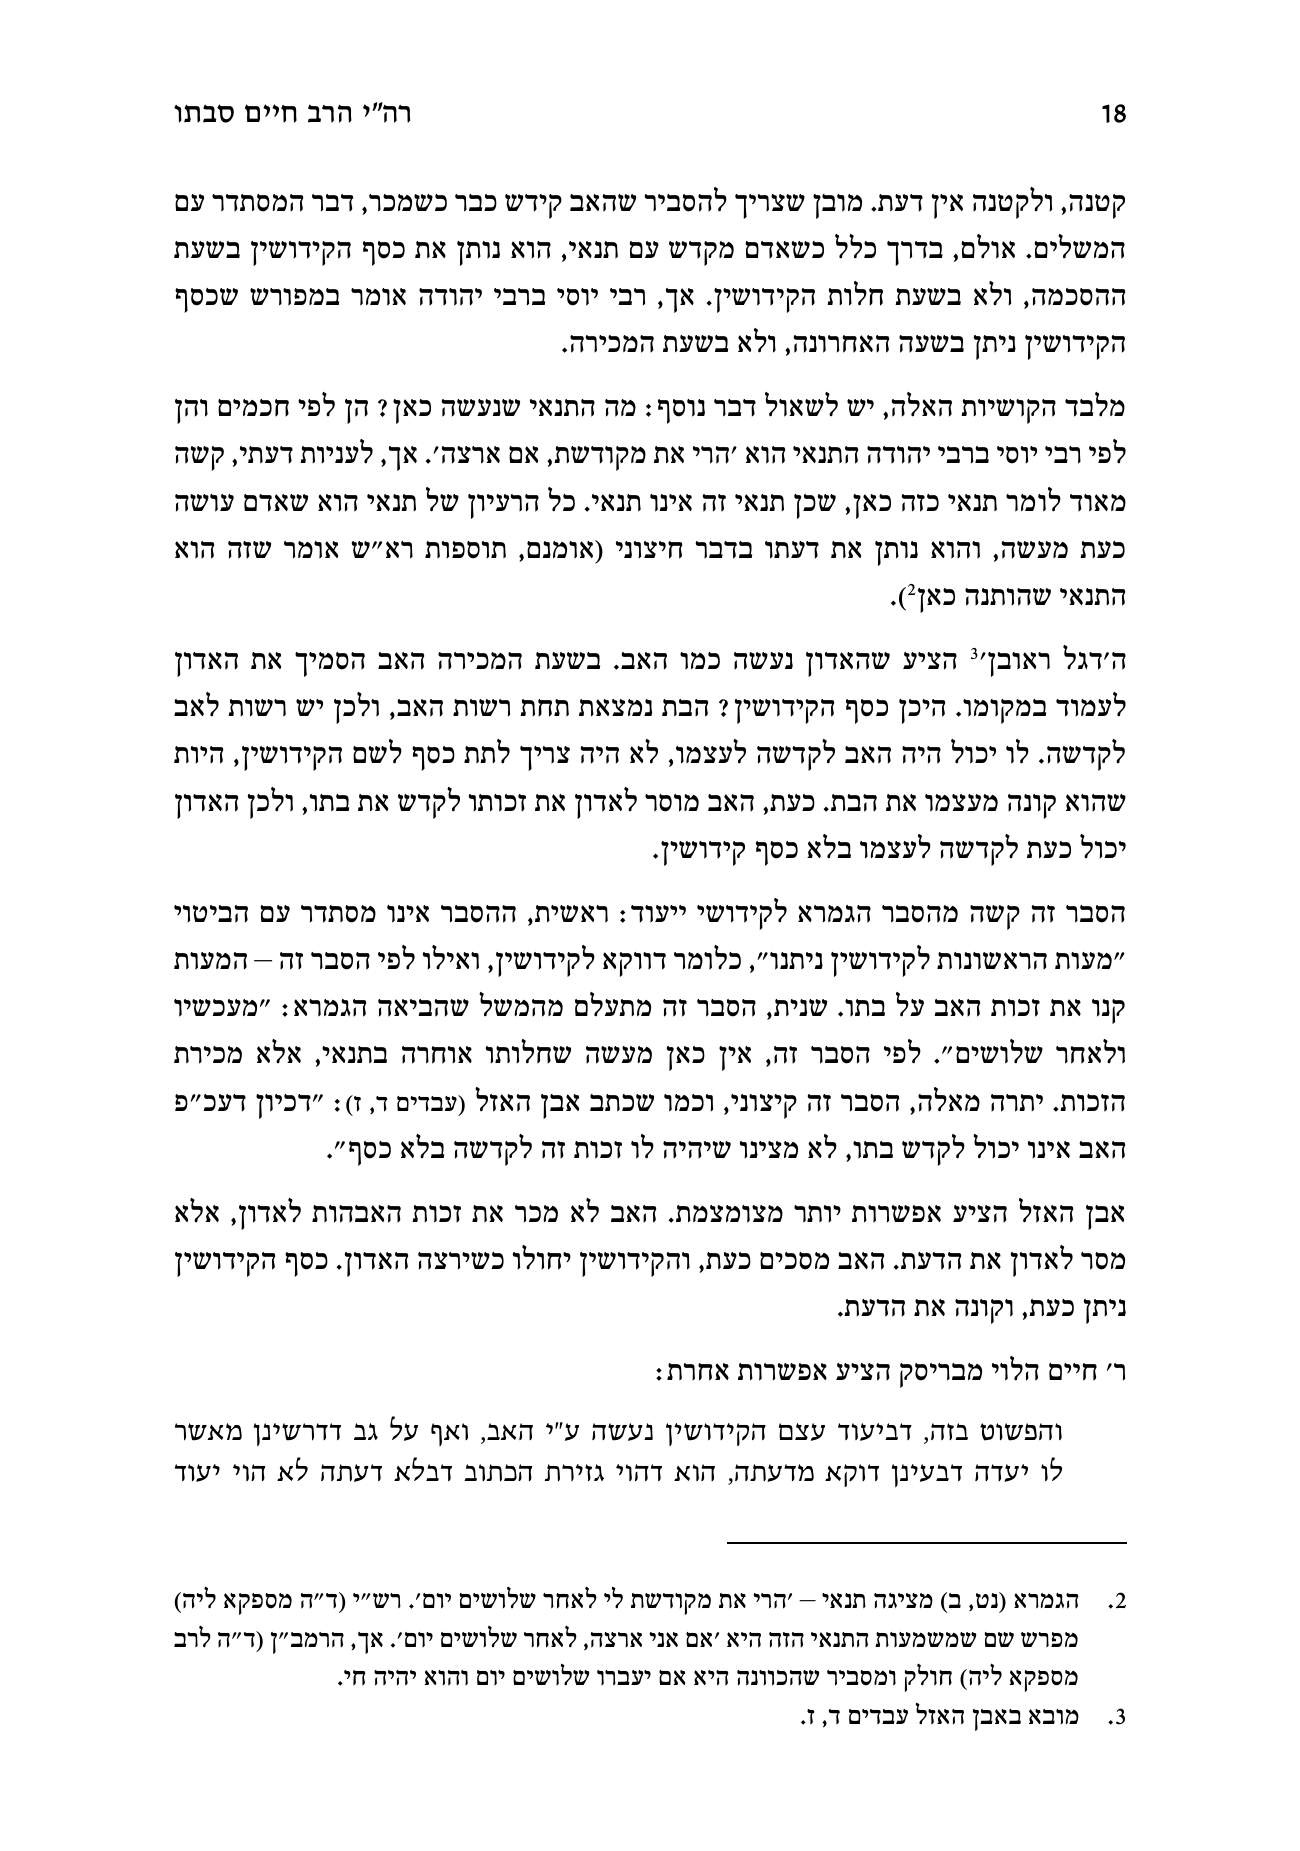 18 רה״י הרב חיים סבתו
קטנה, ולקטנה אין דעת. מובן שצריך להסביר שהאב קידש כבר כשמכר, דבר המסתדר עם
המשלים. אולם, בדרך כלל כשאדם מקדש עם תנאי, הוא נותן את כסף הקידושין בשעת
ההסכמה, ולא בשעת חלות הקידושין. אך, רבי יוסי ברבי יהודה אומר במפורש שכסף
הקידושין ניתן בשעה האחרונה, ולא בשעת המכירה.
מלבד הקושיות האלה, יש לשאול דבר נוסף: מה התנאי שנעשה כאן? הן לפי חכמים והן
לפי רבי יוסי ברבי יהודה התנאי הוא ׳הרי את מקודשת, אם ארצה׳. אך, לעניות דעתי, קשה
מאוד לומר תנאי כזה כאן, שכן תנאי זה אינו תנאי. כל הרעיון של תנאי הוא שאדם עושה
כעת מעשה, והוא נותן את דעתו בדבר חיצוני (אומנם, תוספות רא״ש אומר שזה הוא
התנאי שהותנה כאן²).
ה׳דגל ראובן׳³ הציע שהאדון נעשה כמו האב. בשעת המכירה האב הסמיך את האדון
לעמוד במקומו. היכן כסף הקידושין? הבת נמצאת תחת רשות האב, ולכן יש רשות לאב
לקדשה. לו יכול היה האב לקדשה לעצמו, לא היה צריך לתת כסף לשם הקידושין, היות
שהוא קונה מעצמו את הבת. כעת, האב מוסר לאדון את זכותו לקדש את בתו, ולכן האדון
יכול כעת לקדשה לעצמו בלא כסף קידושין.
הסבר זה קשה מהסבר הגמרא לקידושי ייעוד: ראשית, ההסבר אינו מסתדר עם הביטוי
״מעות הראשונות לקידושין ניתנו״, כלומר דווקא לקידושין, ואילו לפי הסבר זה – המעות
קנו את זכות האב על בתו. שנית, הסבר זה מתעלם מהמשל שהביאה הגמרא: ״מעכשיו
ולאחר שלושים״. לפי הסבר זה, אין כאן מעשה שחלותו אוחרה בתנאי, אלא מכירת
הזכות. יתרה מאלה, הסבר זה קיצוני, וכמו שכתב אבן האזל (עבדים ד, ז): ״דכיון דעכ״פ
האב אינו יכול לקדש בתו, לא מצינו שיהיה לו זכות זה לקדשה בלא כסף״.
אבן האזל הציע אפשרות יותר מצומצמת. האב לא מכר את זכות האבהות לאדון, אלא
מסר לאדון את הדעת. האב מסכים כעת, והקידושין יחולו כשירצה האדון. כסף הקידושין
ניתן כעת, וקונה את הדעת.
ר׳ חיים הלוי מבריסק הציע אפשרות אחרת:
והפשוט בזה, דביעוד עצם הקידושין נעשה ע"י האב, ואף על גב דדרשינן מאשר
לו יעדה דבעינן דוקא מדעתה, הוא דהוי גזירת הכתוב דבלא דעתה לא הוי יעוד
2. הגמרא (נט, ב) מציגה תנאי – ׳הרי את מקודשת לי לאחר שלושים יום׳. רש״י (ד״ה מספקא ליה)
מפרש שם שמשמעות התנאי הזה היא ׳אם אני ארצה, לאחר שלושים יום׳. אך, הרמב״ן (ד״ה לרב
מספקא ליה) חולק ומסביר שהכוונה היא אם יעברו שלושים יום והוא יהיה חי.
3. מובא באבן האזל עבדים ד, ז.